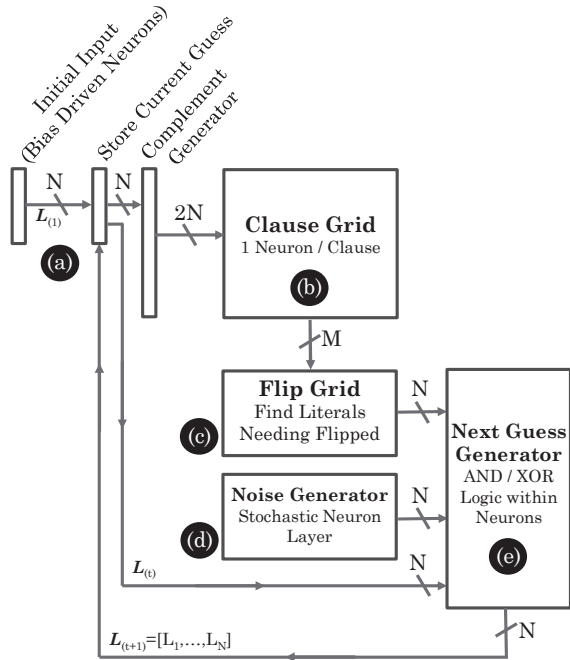 Initial Input
(Bias Driven Neurons)
Store Current Guess
Complement
Generator
N
N
L(1)
2N
(a)
Clause Grid
1 Neuron / Clause
(b)
M
Flip Grid
Find Literals
Needing Flipped
(c)
N
Noise Generator
Stochastic Neuron
Layer
(d)
N
Next Guess
Generator
AND / XOR
Logic within
Neurons
(e)
L(t)
N
N
L(t+1)=[L1,...,LN]